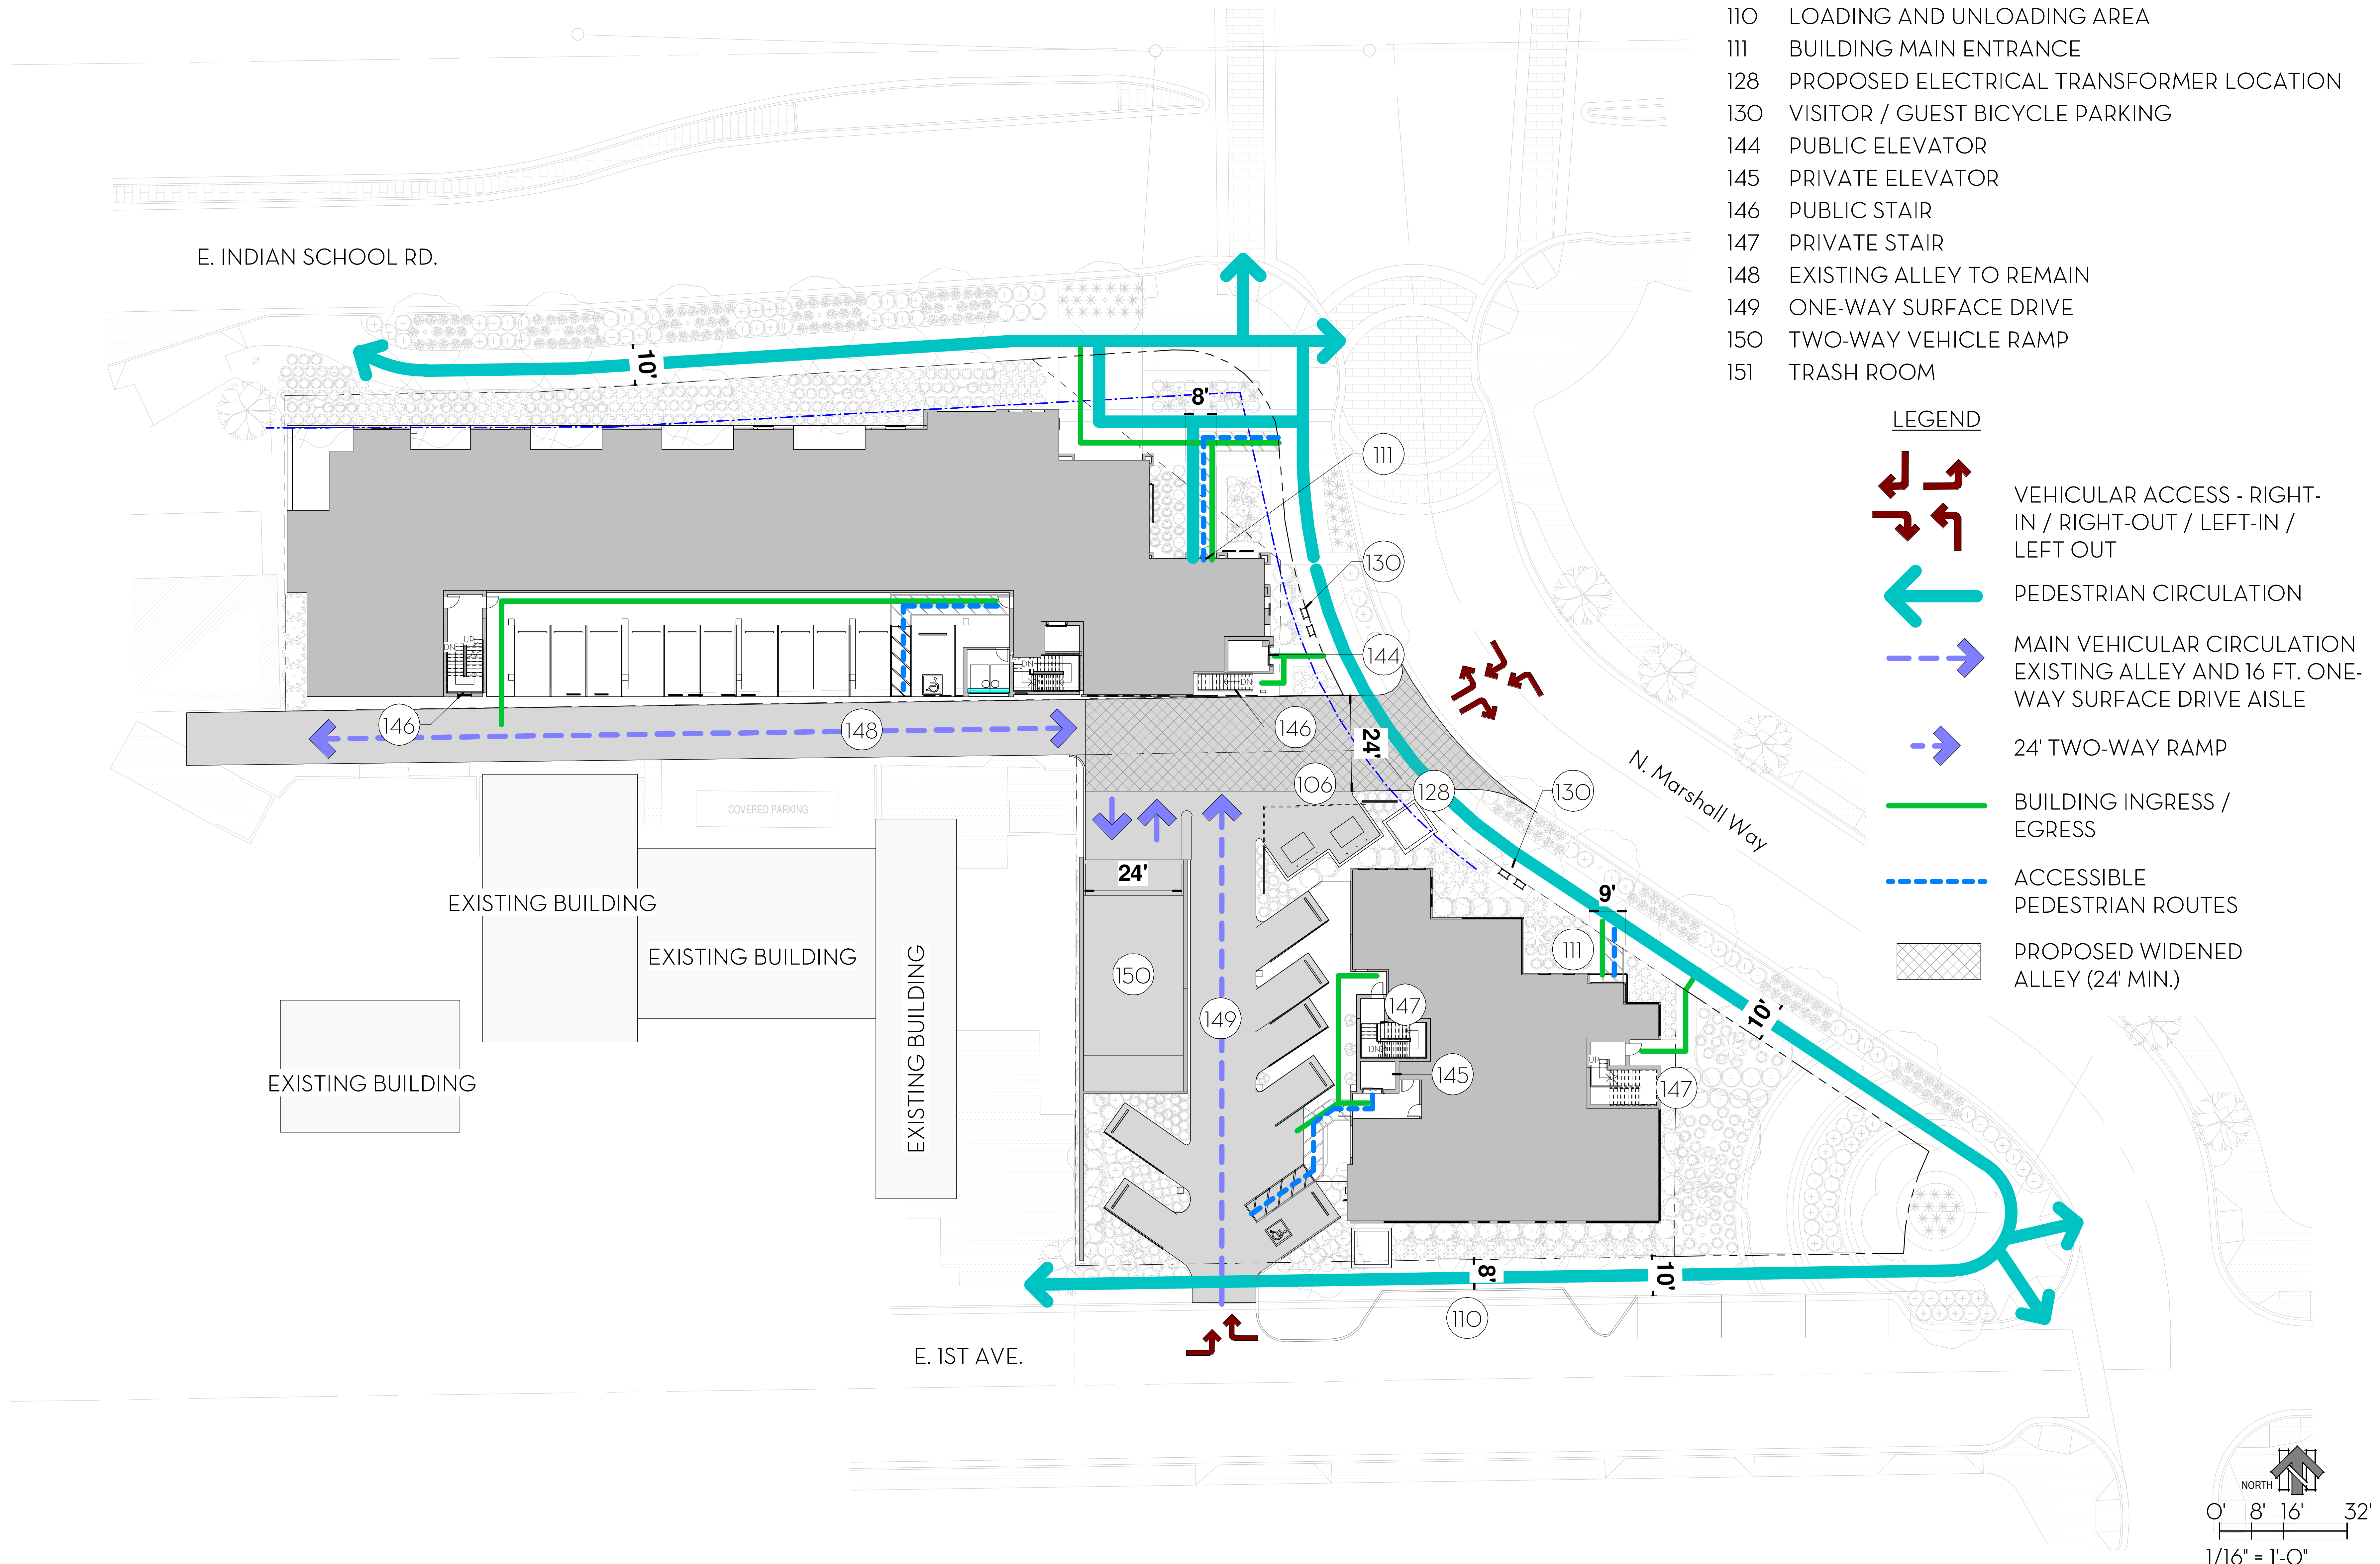 110 LOADING AND UNLOADING AREA
111 BUILDING MAIN ENTRANCE
128 PROPOSED ELECTRICAL TRANSFORMER LOCATION
130 VISITOR / GUEST BICYCLE PARKING
144 PUBLIC ELEVATOR
145 PRIVATE ELEVATOR
146 PUBLIC STAIR
147 PRIVATE STAIR
148 EXISTING ALLEY TO REMAIN
149 ONE-WAY SURFACE DRIVE
150 TWO-WAY VEHICLE RAMP
151 TRASH ROOM
LEGEND
VEHICULAR ACCESS - RIGHT-
IN / RIGHT-OUT / LEFT-IN /
LEFT OUT
PEDESTRIAN CIRCULATION
MAIN VEHICULAR CIRCULATION
EXISTING ALLEY AND 16 FT. ONE-
WAY SURFACE DRIVE AISLE
24' TWO-WAY RAMP
BUILDING INGRESS /
EGRESS
ACCESSIBLE
PEDESTRIAN ROUTES
PROPOSED WIDENED
ALLEY (24' MIN.)
E. INDIAN SCHOOL RD.
10'
8'
111
130
UP
DN
DN
144
DN
146
148
146
24'
N. Marshall Way
106
128
130
COVERED PARKING
24'
9'
EXISTING BUILDING
EXISTING BUILDING
EXISTING BUILDING
EXISTING BUILDING
150
111
149
147
DN
10'
145
UP
147
8'
10'
110
E. 1ST AVE.
NORTH
0' 8' 16' 32'
1/16" = 1'-0"